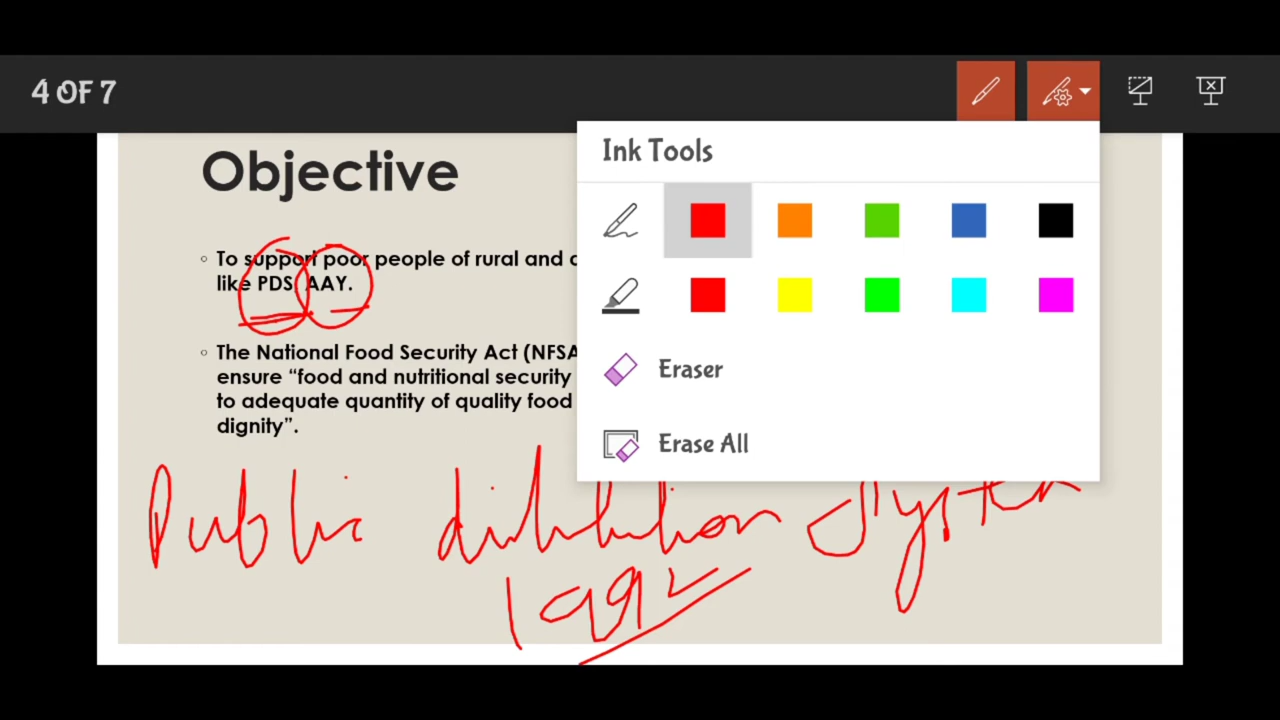 4 OF 7
Ink Tools
Eraser
Erase All
Objective
To support poor people of rural and
like PDS, AAY.
The National Food Security Act (NFSA
ensure “food and nutritional security
to adequate quantity of quality food
dignity”.
Public System
199